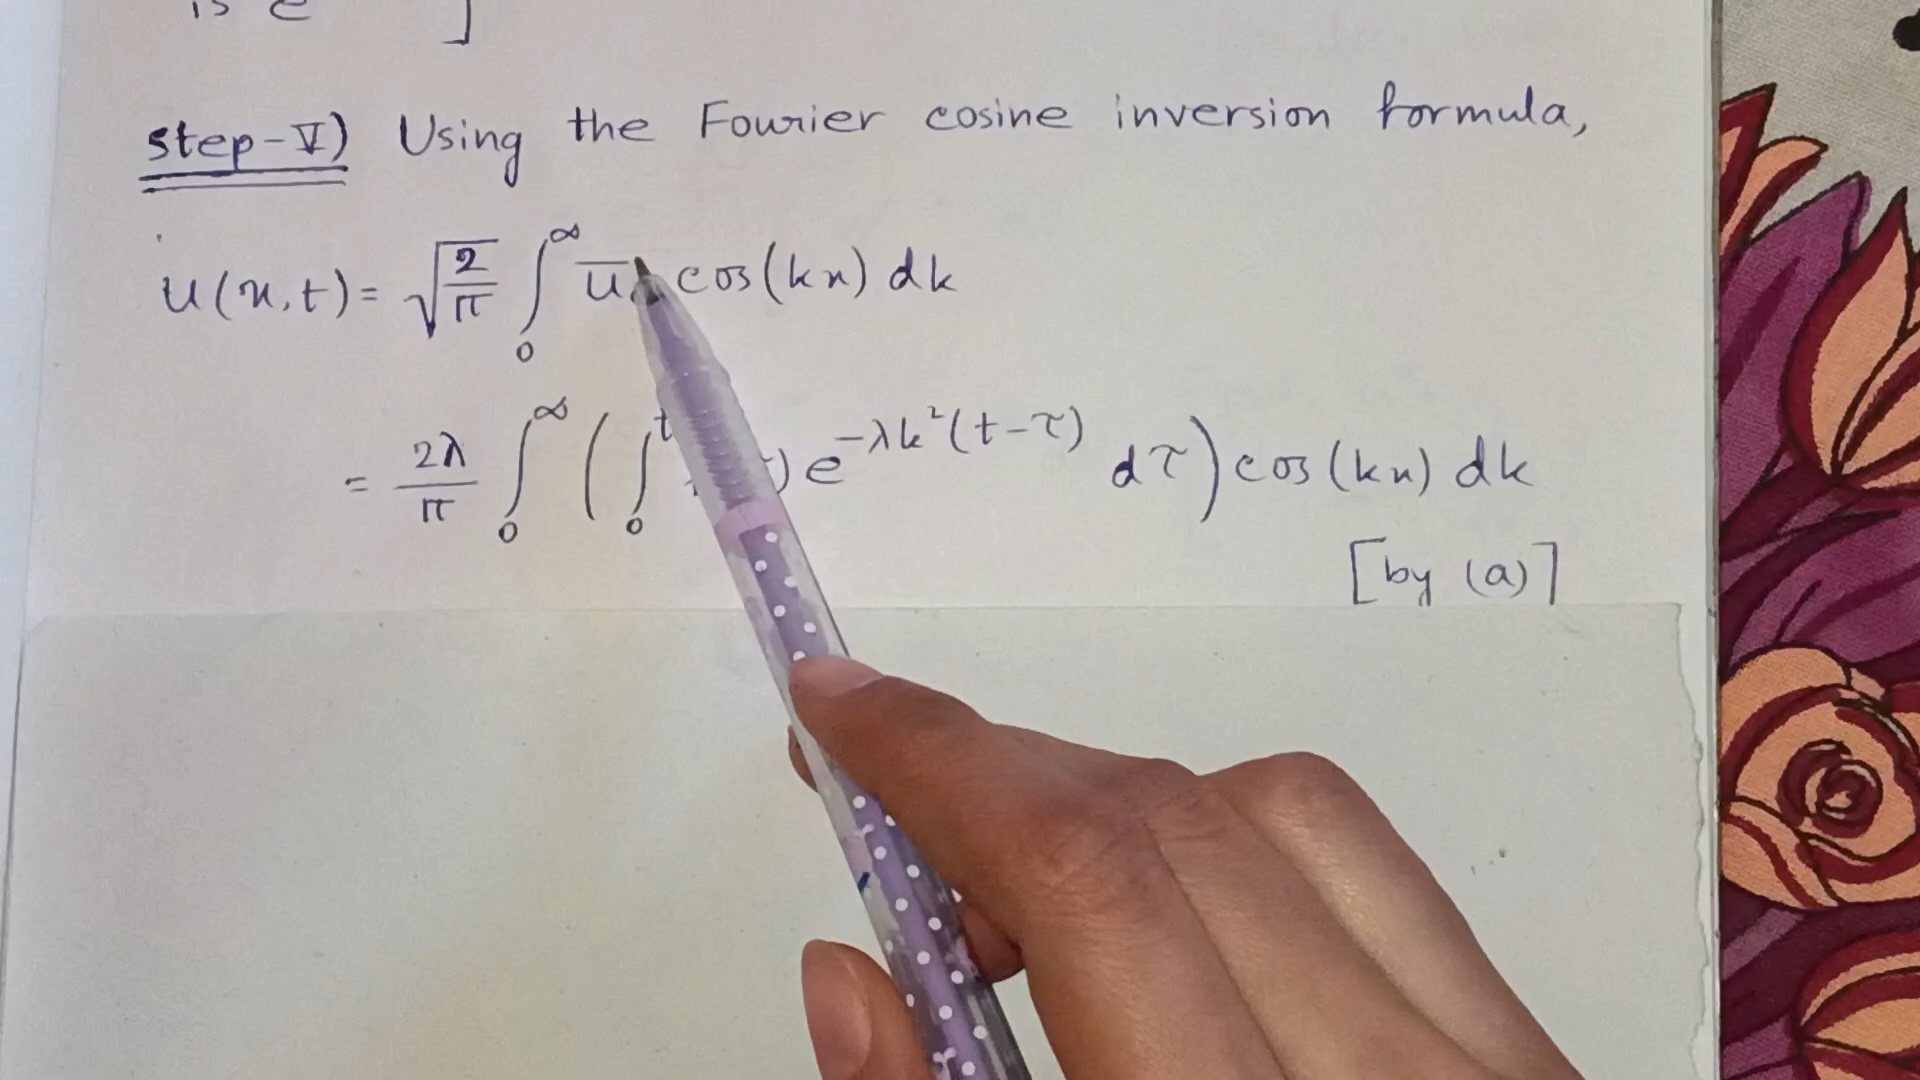 is e ]
step-V) Using the Fourier cosine inversion formula,
u(x,t) = √(2/π) ∫₀^∞ u̅꜀ cos(kx) dk
= 2λ/π ∫₀^∞ ( ∫₀^t ) e^{-λk²(t-τ)} dτ ) cos(kx) dk
[by (a)]